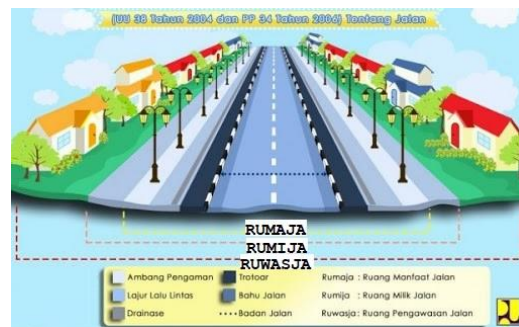 (UU 38 Tahun 2004 dan PP 34 Tahun 2006) Tentang Jalan
RUMAJA
RUMIJA
RUWASJA
Ambang Pengaman
Trotoar
Rumaja : Ruang Manfaat Jalan
Lajur Lalu Lintas
Bahu Jalan
Rumija : Ruang Milik Jalan
Drainase
Badan Jalan
Ruwasja: Ruang Pengawasan Jalan